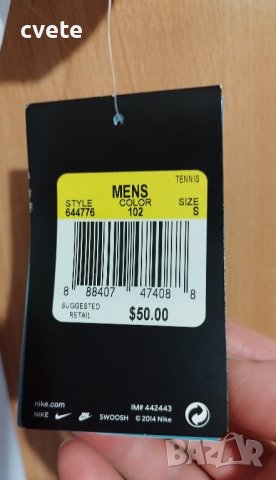 cvete
TENNIS
MENS
STYLE COLOR SIZE
644776 102 S
8 88407 47408 8
SUGGESTED
RETAIL $50.00
nike.com IM# 442443
NIKE SWOOSH © 2014 Nike
BAZAR